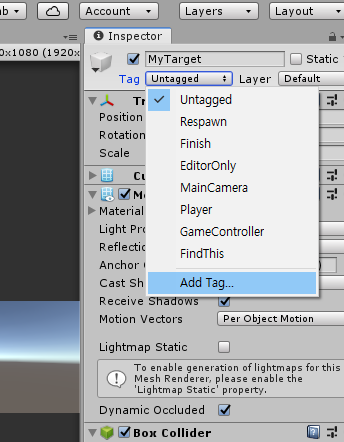 Account
Layers
Layout
Inspector
0x1080 (1920x
MyTarget
Static
Tag
Untagged
Layer
Default
Untagged
Respawn
Finish
EditorOnly
MainCamera
Player
GameController
FindThis
Add Tag...
Position
Rotation
Scale
Material
Light Pro
Reflectio
Anchor
Cast Sh
Receive Shadows
Motion Vectors
Per Object Motion
Lightmap Static
To enable generation of lightmaps for this
Mesh Renderer, please enable the
'Lightmap Static' property.
Dynamic Occluded
Box Collider